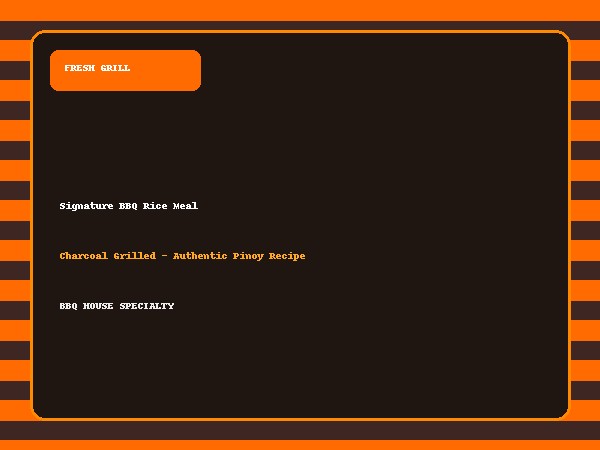 FRESH GRILL
Signature BBQ Rice Meal
Charcoal Grilled - Authentic Pinoy Recipe
BBQ HOUSE SPECIALTY